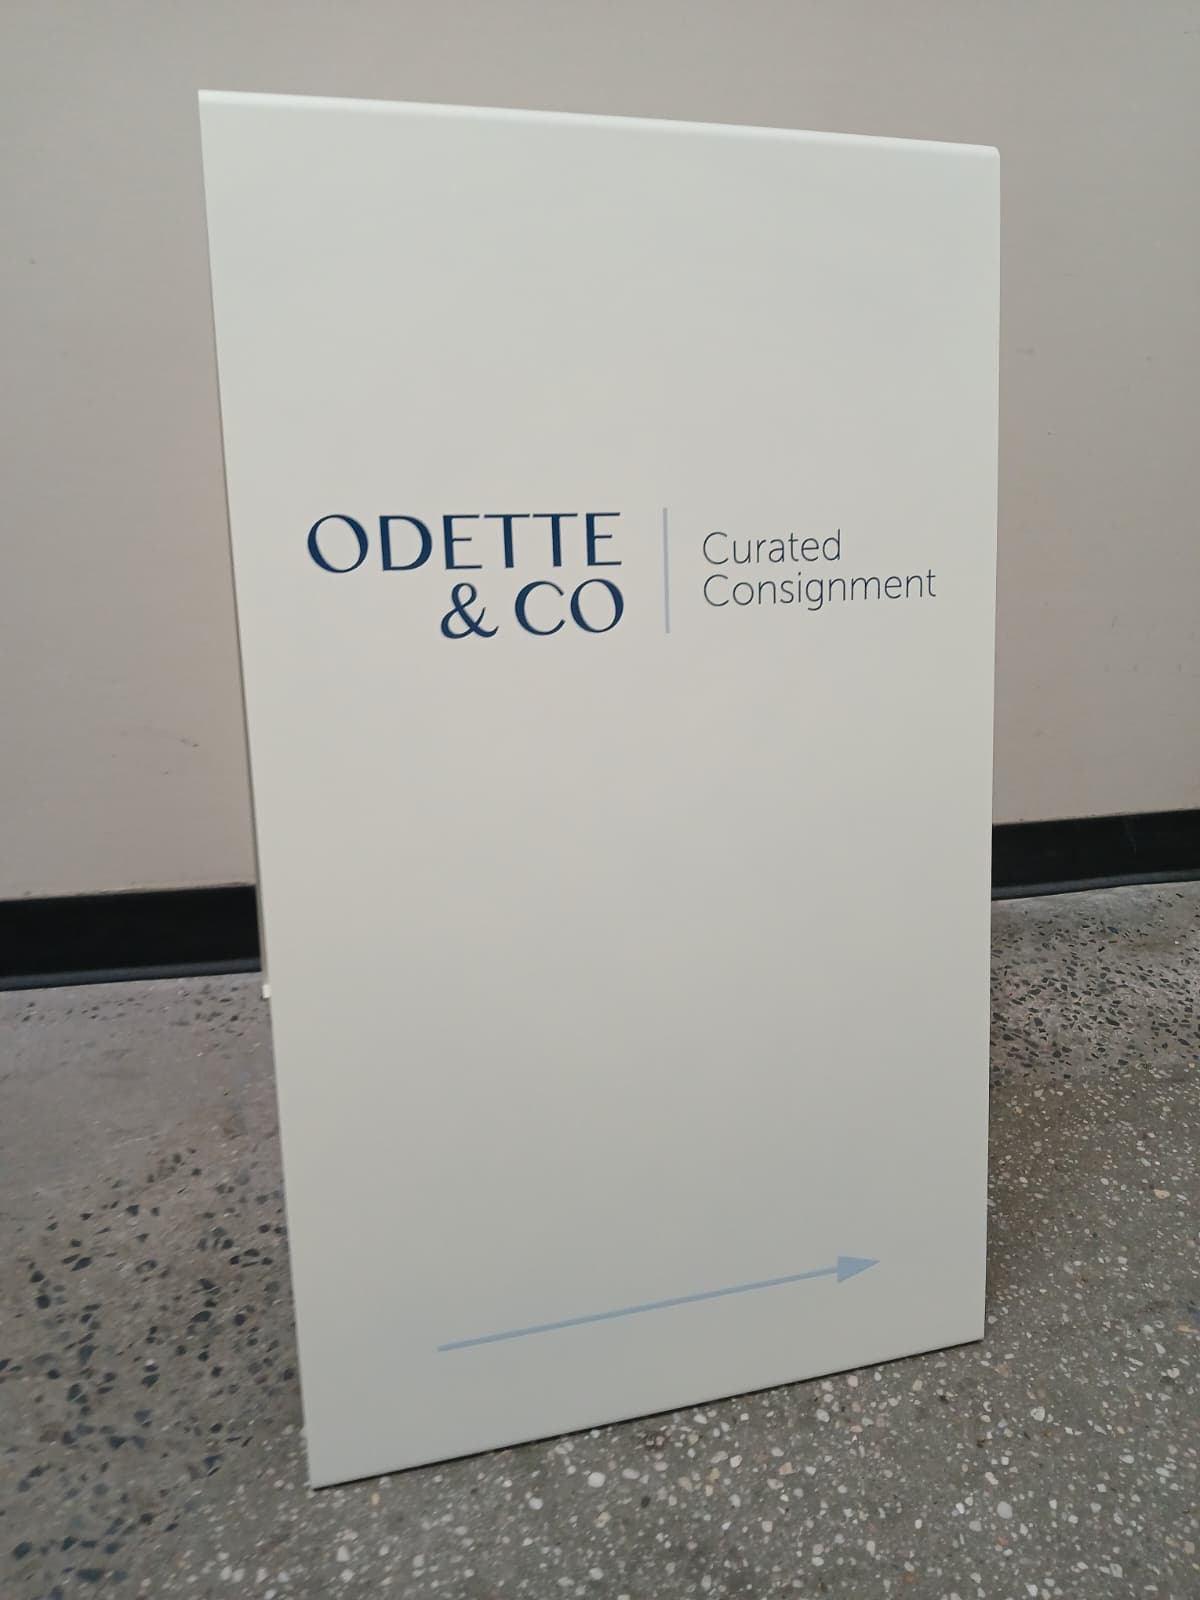 ODETTE
& CO
Curated
Consignment